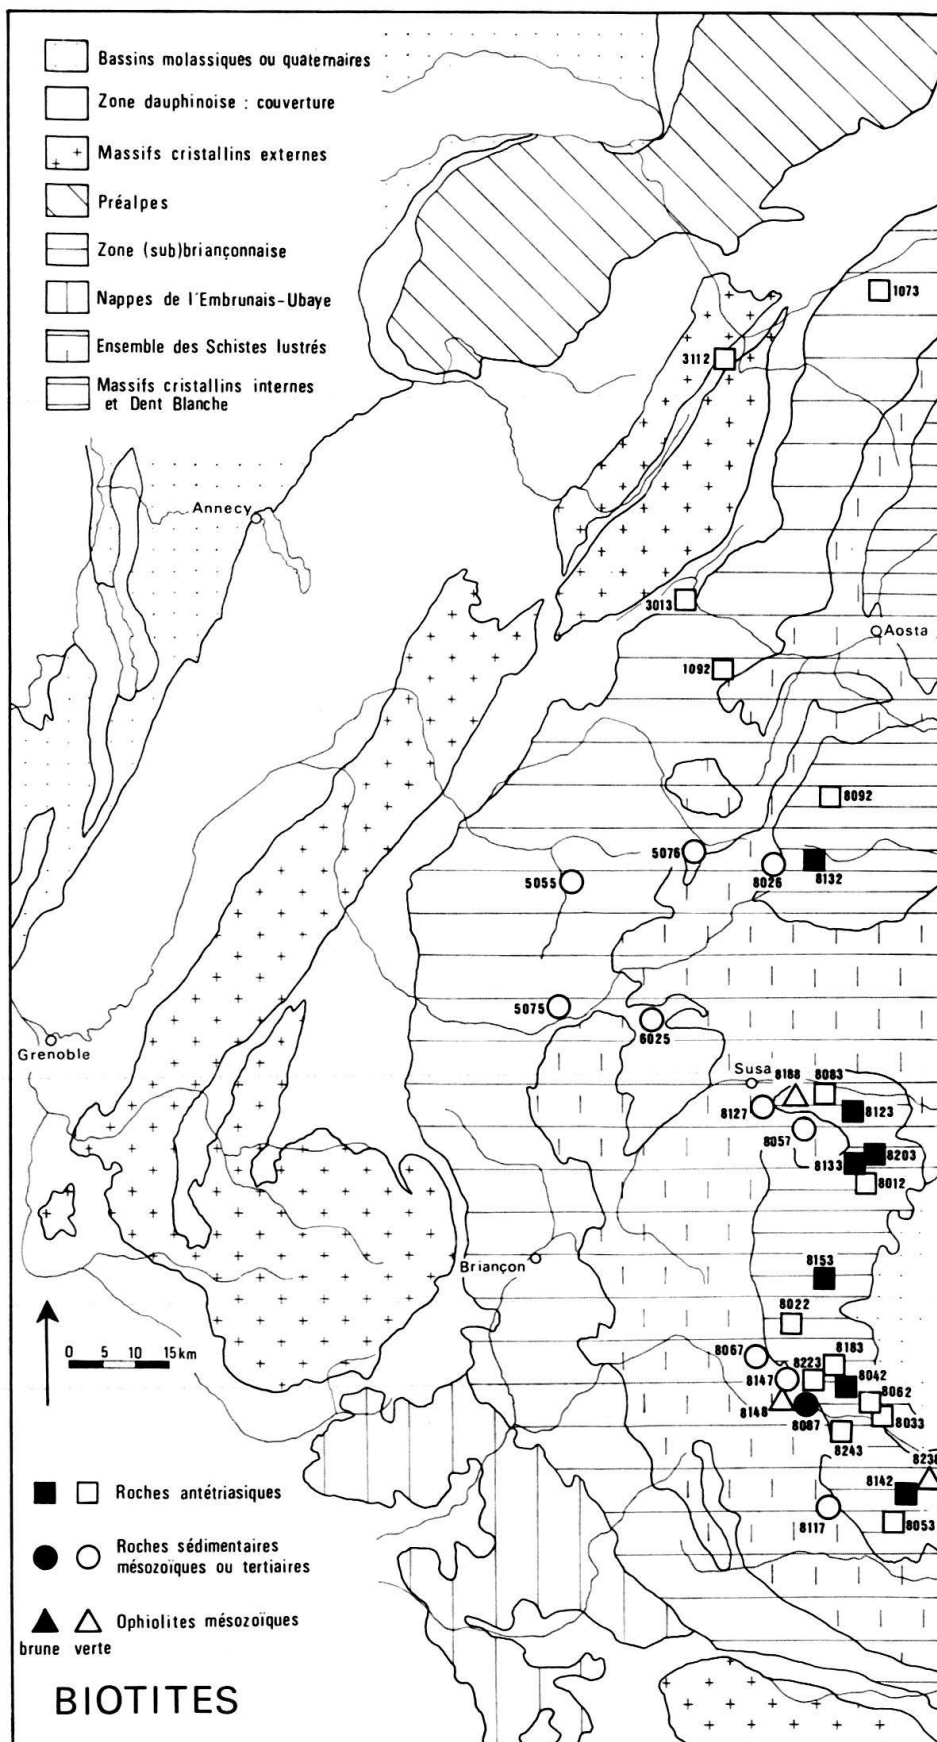 Bassins molassiques ou quaternaires
Zone dauphinoise : couverture
Massifs cristallins externes
Préalpes
Zone (sub)briançonnaise
Nappes de l'Embrunais-Ubaye
Ensemble des Schistes lustrés
Massifs cristallins internes
et Dent Blanche
1073
3112
Annecy
3013
Aosta
1092
8092
5076
5055
8026
8132
5075
6025
Grenoble
Susa
8188
8083
8127
8123
8057
8203
8133
8012
Briançon
8153
8022
0 5 10 15 km
8067
8183
8223
8042
8147
8062
8148
8087
8033
8243
8238
8142
8117
8053
Roches antétriasiques
Roches sédimentaires
mésozoïques ou tertiaires
Ophiolites mésozoïques
brune verte
BIOTITES